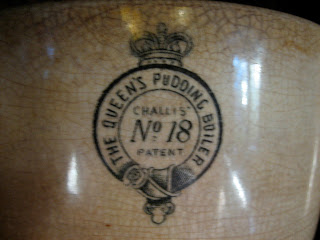 THE QUEEN'S PUDDING BOILER
CHALLIS'
No 18
PATENT